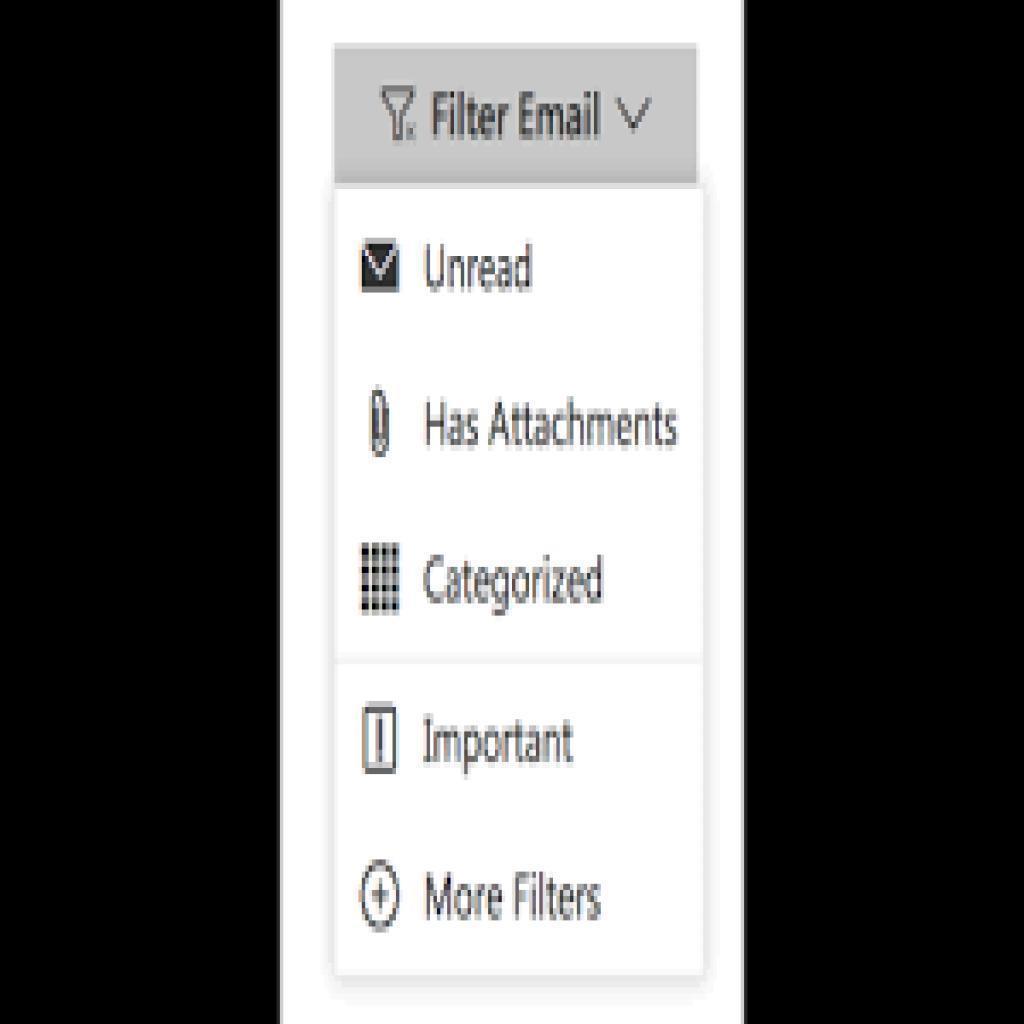 Filter Email
Unread
Has Attachments
Categorized
Important
More Filters